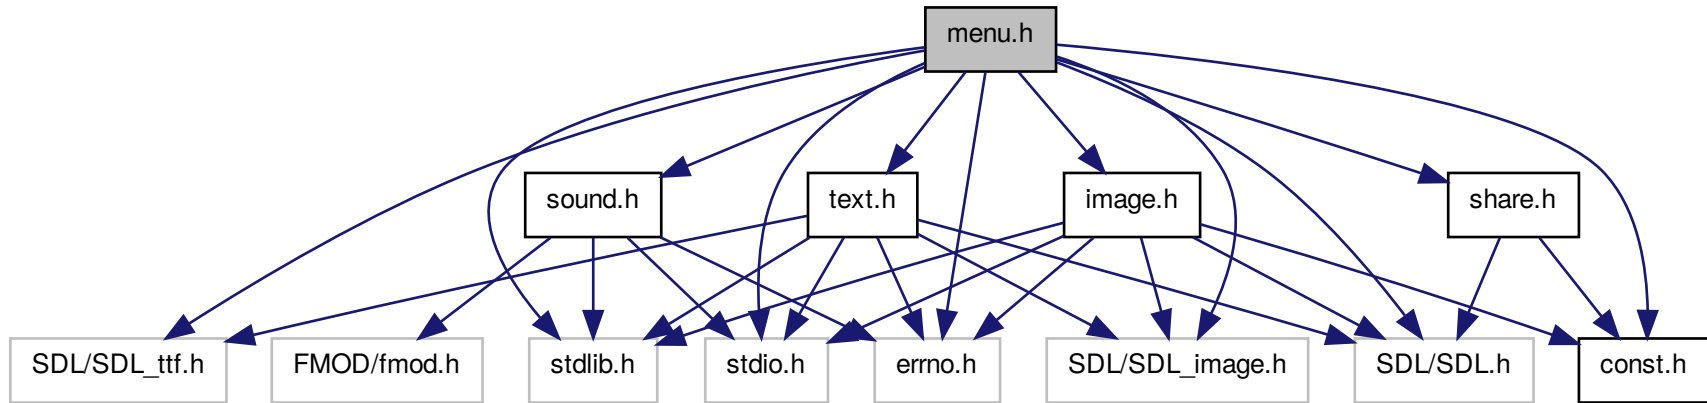 menu.h
sound.h
text.h
image.h
share.h
SDL/SDL_ttf.h
FMOD/fmod.h
stdlib.h
stdio.h
errno.h
SDL/SDL_image.h
SDL/SDL.h
const.h